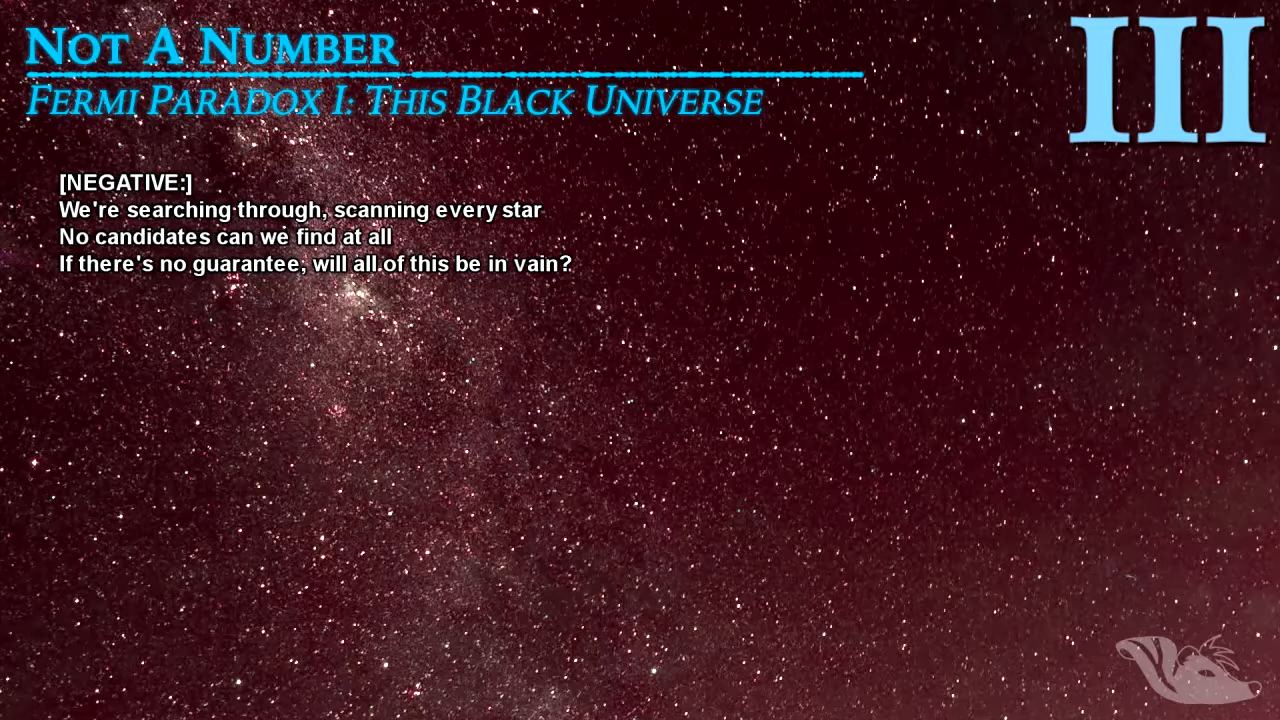 Not A Number
III
Fermi Paradox I: This Black Universe
[NEGATIVE:]
We're searching through, scanning every star
No candidates can we find at all
If there's no guarantee, will all of this be in vain?